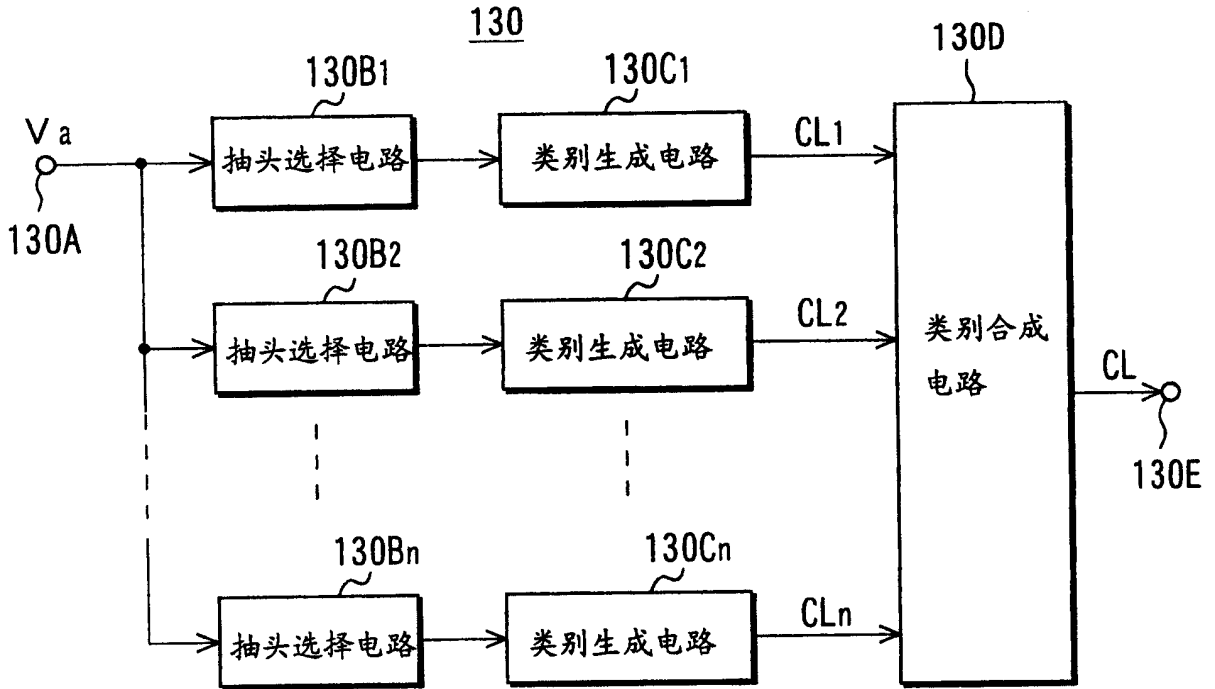 130
130D
130B1
130C1
Va
抽头选择电路
类别生成电路
CL1
130A
130B2
130C2
抽头选择电路
类别生成电路
CL2
类别合成
电路
CL
130E
130Bn
130Cn
抽头选择电路
类别生成电路
CLn